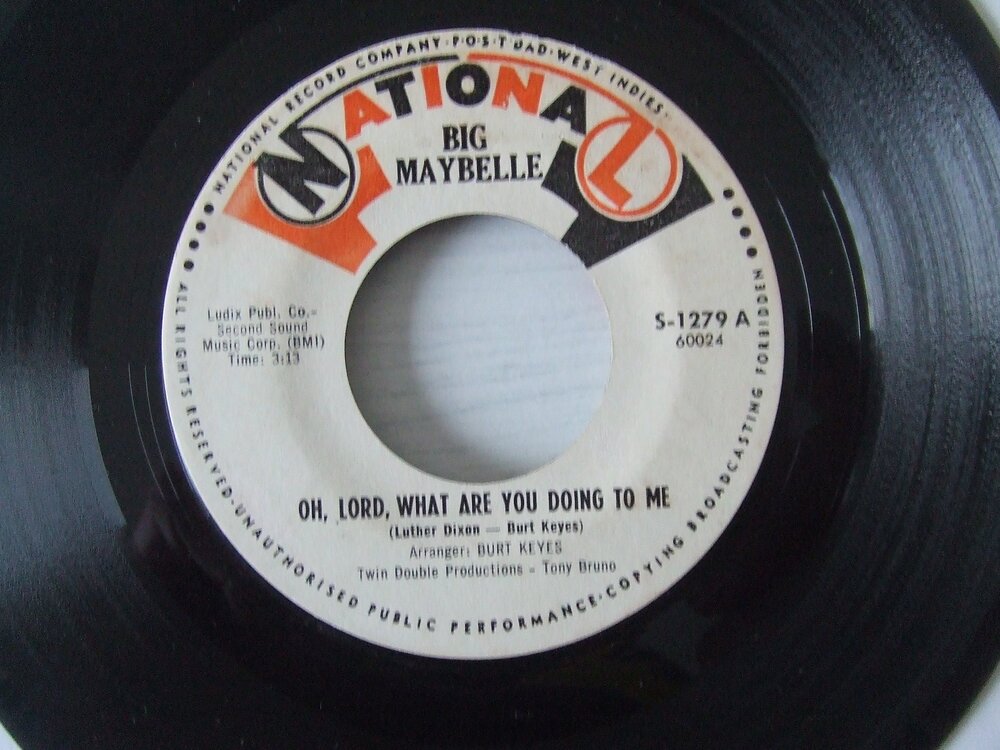 NATIONAL RECORD COMPANY·P·O·S·T'DAD·WEST INDIES·
NATIONAL
BIG
MAYBELLE
Ludix Publ. Co.-
Second Sound
Music Corp. (BMI)
Time: 3:13
S-1279 A
60024
OH, LORD, WHAT ARE YOU DOING TO ME
(Luther Dixon — Burt Keyes)
Arranger: BURT KEYES
Twin Double Productions - Tony Bruno
ALL RIGHTS RESERVED·UNAUTHORISED PUBLIC PERFORMANCE·COPYING BROADCASTING FORBIDDEN